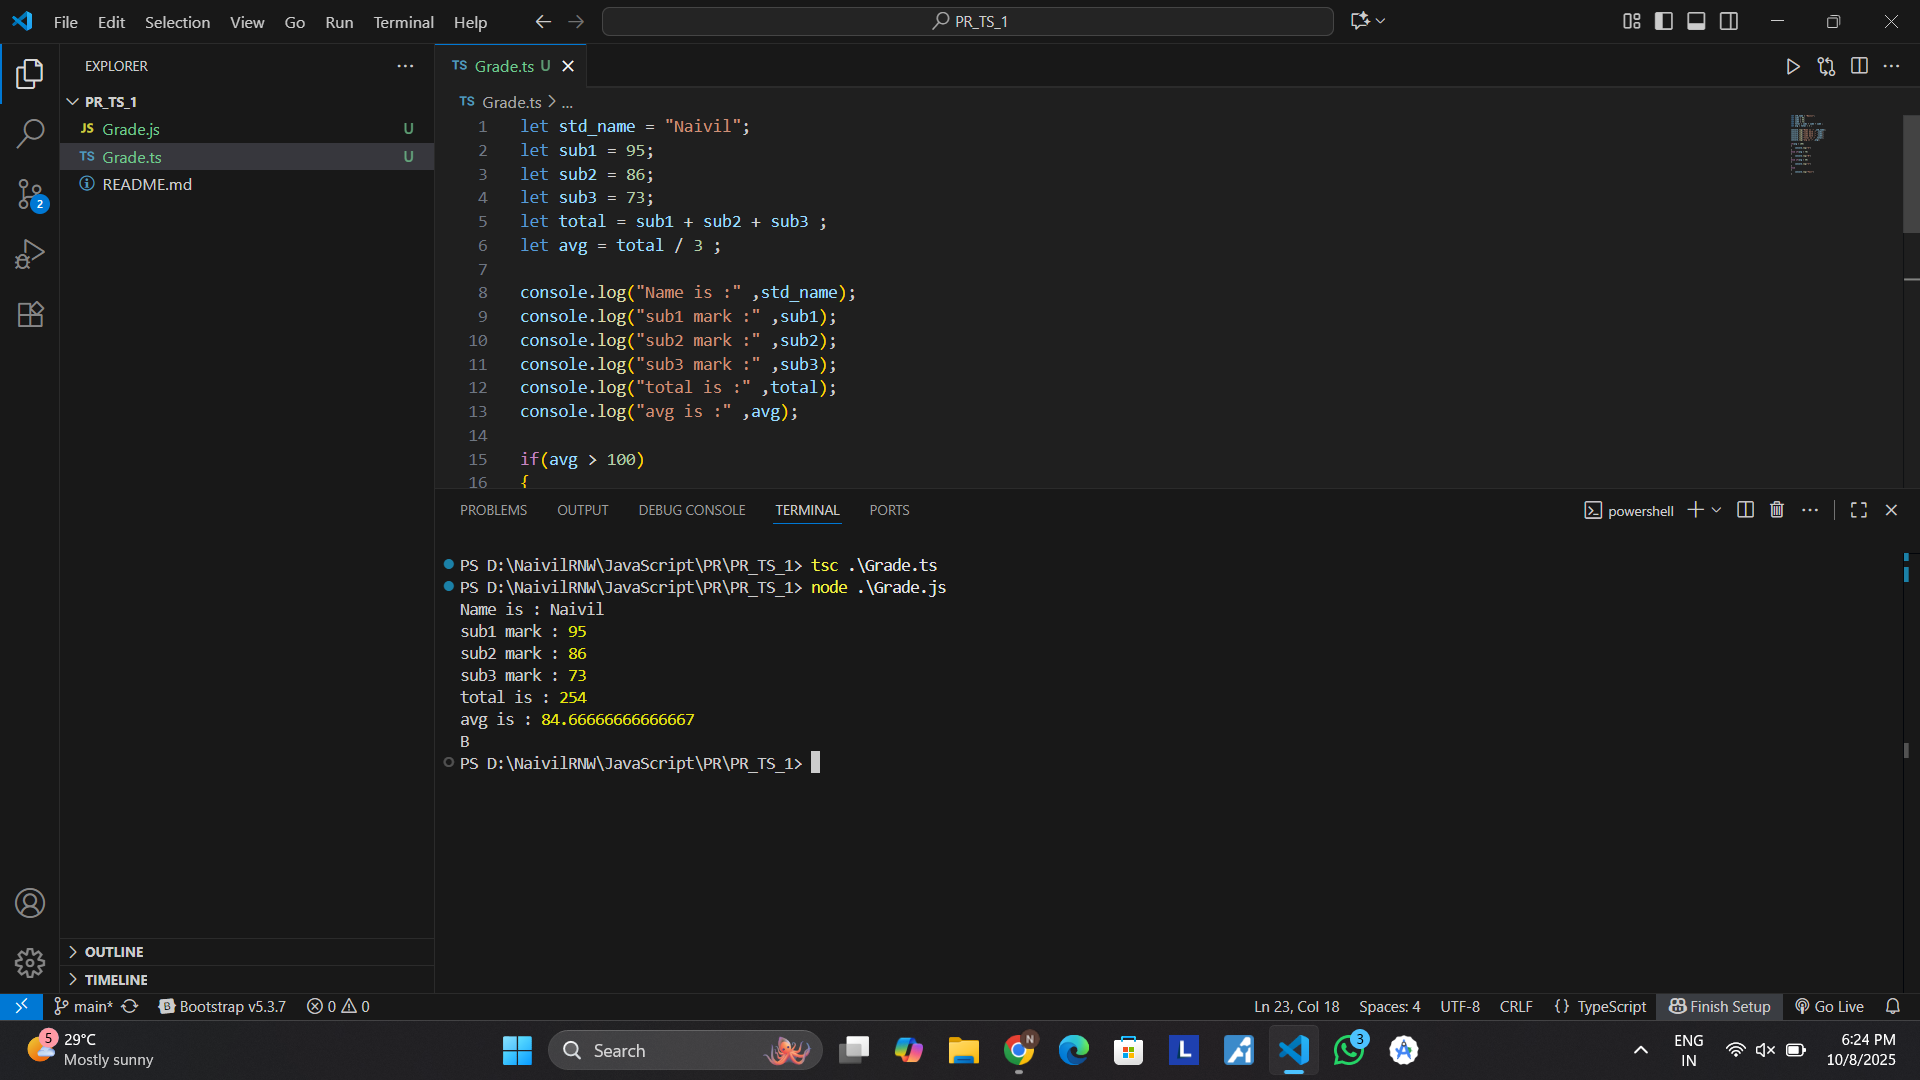 File Edit Selection View Go Run Terminal Help
PR_TS_1
EXPLORER
PR_TS_1
JS Grade.js U
TS Grade.ts U
README.md
2
OUTLINE
TIMELINE
TS Grade.ts U
TS Grade.ts > ...
1 let std_name = "Naivil";
2 let sub1 = 95;
3 let sub2 = 86;
4 let sub3 = 73;
5 let total = sub1 + sub2 + sub3 ;
6 let avg = total / 3 ;
7
8 console.log("Name is :" ,std_name);
9 console.log("sub1 mark :" ,sub1);
10 console.log("sub2 mark :" ,sub2);
11 console.log("sub3 mark :" ,sub3);
12 console.log("total is :" ,total);
13 console.log("avg is :" ,avg);
14
15 if(avg > 100)
16 {
PROBLEMS OUTPUT DEBUG CONSOLE TERMINAL PORTS
powershell
PS D:\NaivilRNW\JavaScript\PR\PR_TS_1> tsc .\Grade.ts
PS D:\NaivilRNW\JavaScript\PR\PR_TS_1> node .\Grade.js
Name is : Naivil
sub1 mark : 95
sub2 mark : 86
sub3 mark : 73
total is : 254
avg is : 84.66666666666667
B
PS D:\NaivilRNW\JavaScript\PR\PR_TS_1>
main* B Bootstrap v5.3.7 0 0 Ln 23, Col 18 Spaces: 4 UTF-8 CRLF {} TypeScript Finish Setup Go Live
5
29°C
Mostly sunny
Search
N
L
3
ENG
IN
6:24 PM
10/8/2025